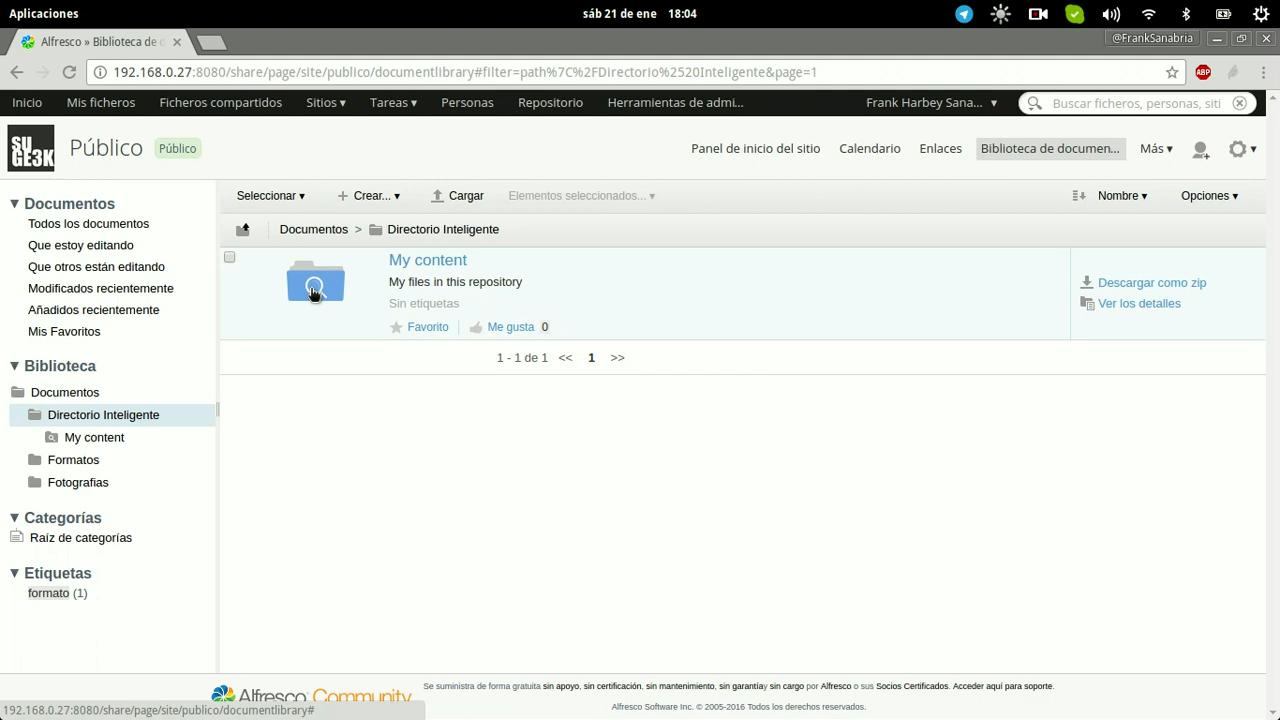 Aplicaciones sáb 21 de ene 18:04
Alfresco » Biblioteca de d @FrankSanabria
192.168.0.27:8080/share/page/site/publico/documentlibrary#filter=path%7C%2FDirectorio%2520Inteligente&page=1 ABP
Inicio Mis ficheros Ficheros compartidos Sitios Tareas Personas Repositorio Herramientas de admi... Frank Harbey Sana... Buscar ficheros, personas, siti
SU
GE3K
Público Público Panel de inicio del sitio Calendario Enlaces Biblioteca de documen... Más
Documentos
Todos los documentos
Que estoy editando
Que otros están editando
Modificados recientemente
Añadidos recientemente
Mis Favoritos
Biblioteca
Documentos
Directorio Inteligente
My content
Formatos
Fotografias
Categorías
Raíz de categorías
Etiquetas
formato (1)
Seleccionar Crear... Cargar Elementos seleccionados... Nombre Opciones
Documentos > Directorio Inteligente
My content
My files in this repository
Sin etiquetas
Favorito Me gusta 0
Descargar como zip
Ver los detalles
1 - 1 de 1 << 1 >>
Alfresco Community
Se suministra de forma gratuita sin apoyo, sin certificación, sin mantenimiento, sin garantíay sin cargo por Alfresco o sus Socios Certificados. Acceder aquí para soporte.
Alfresco Software Inc. © 2005-2016 Todos los derechos reservados.
192.168.0.27:8080/share/page/site/publico/documentlibrary#